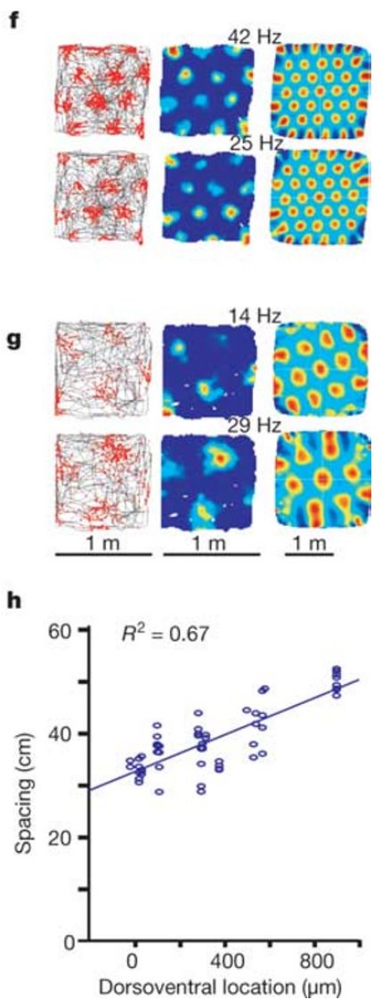 f
42 Hz
25 Hz
g
14 Hz
29 Hz
1 m 1 m 1 m
h
R² = 0.67
60
40
20
0
Spacing (cm)
0 400 800
Dorsoventral location (µm)